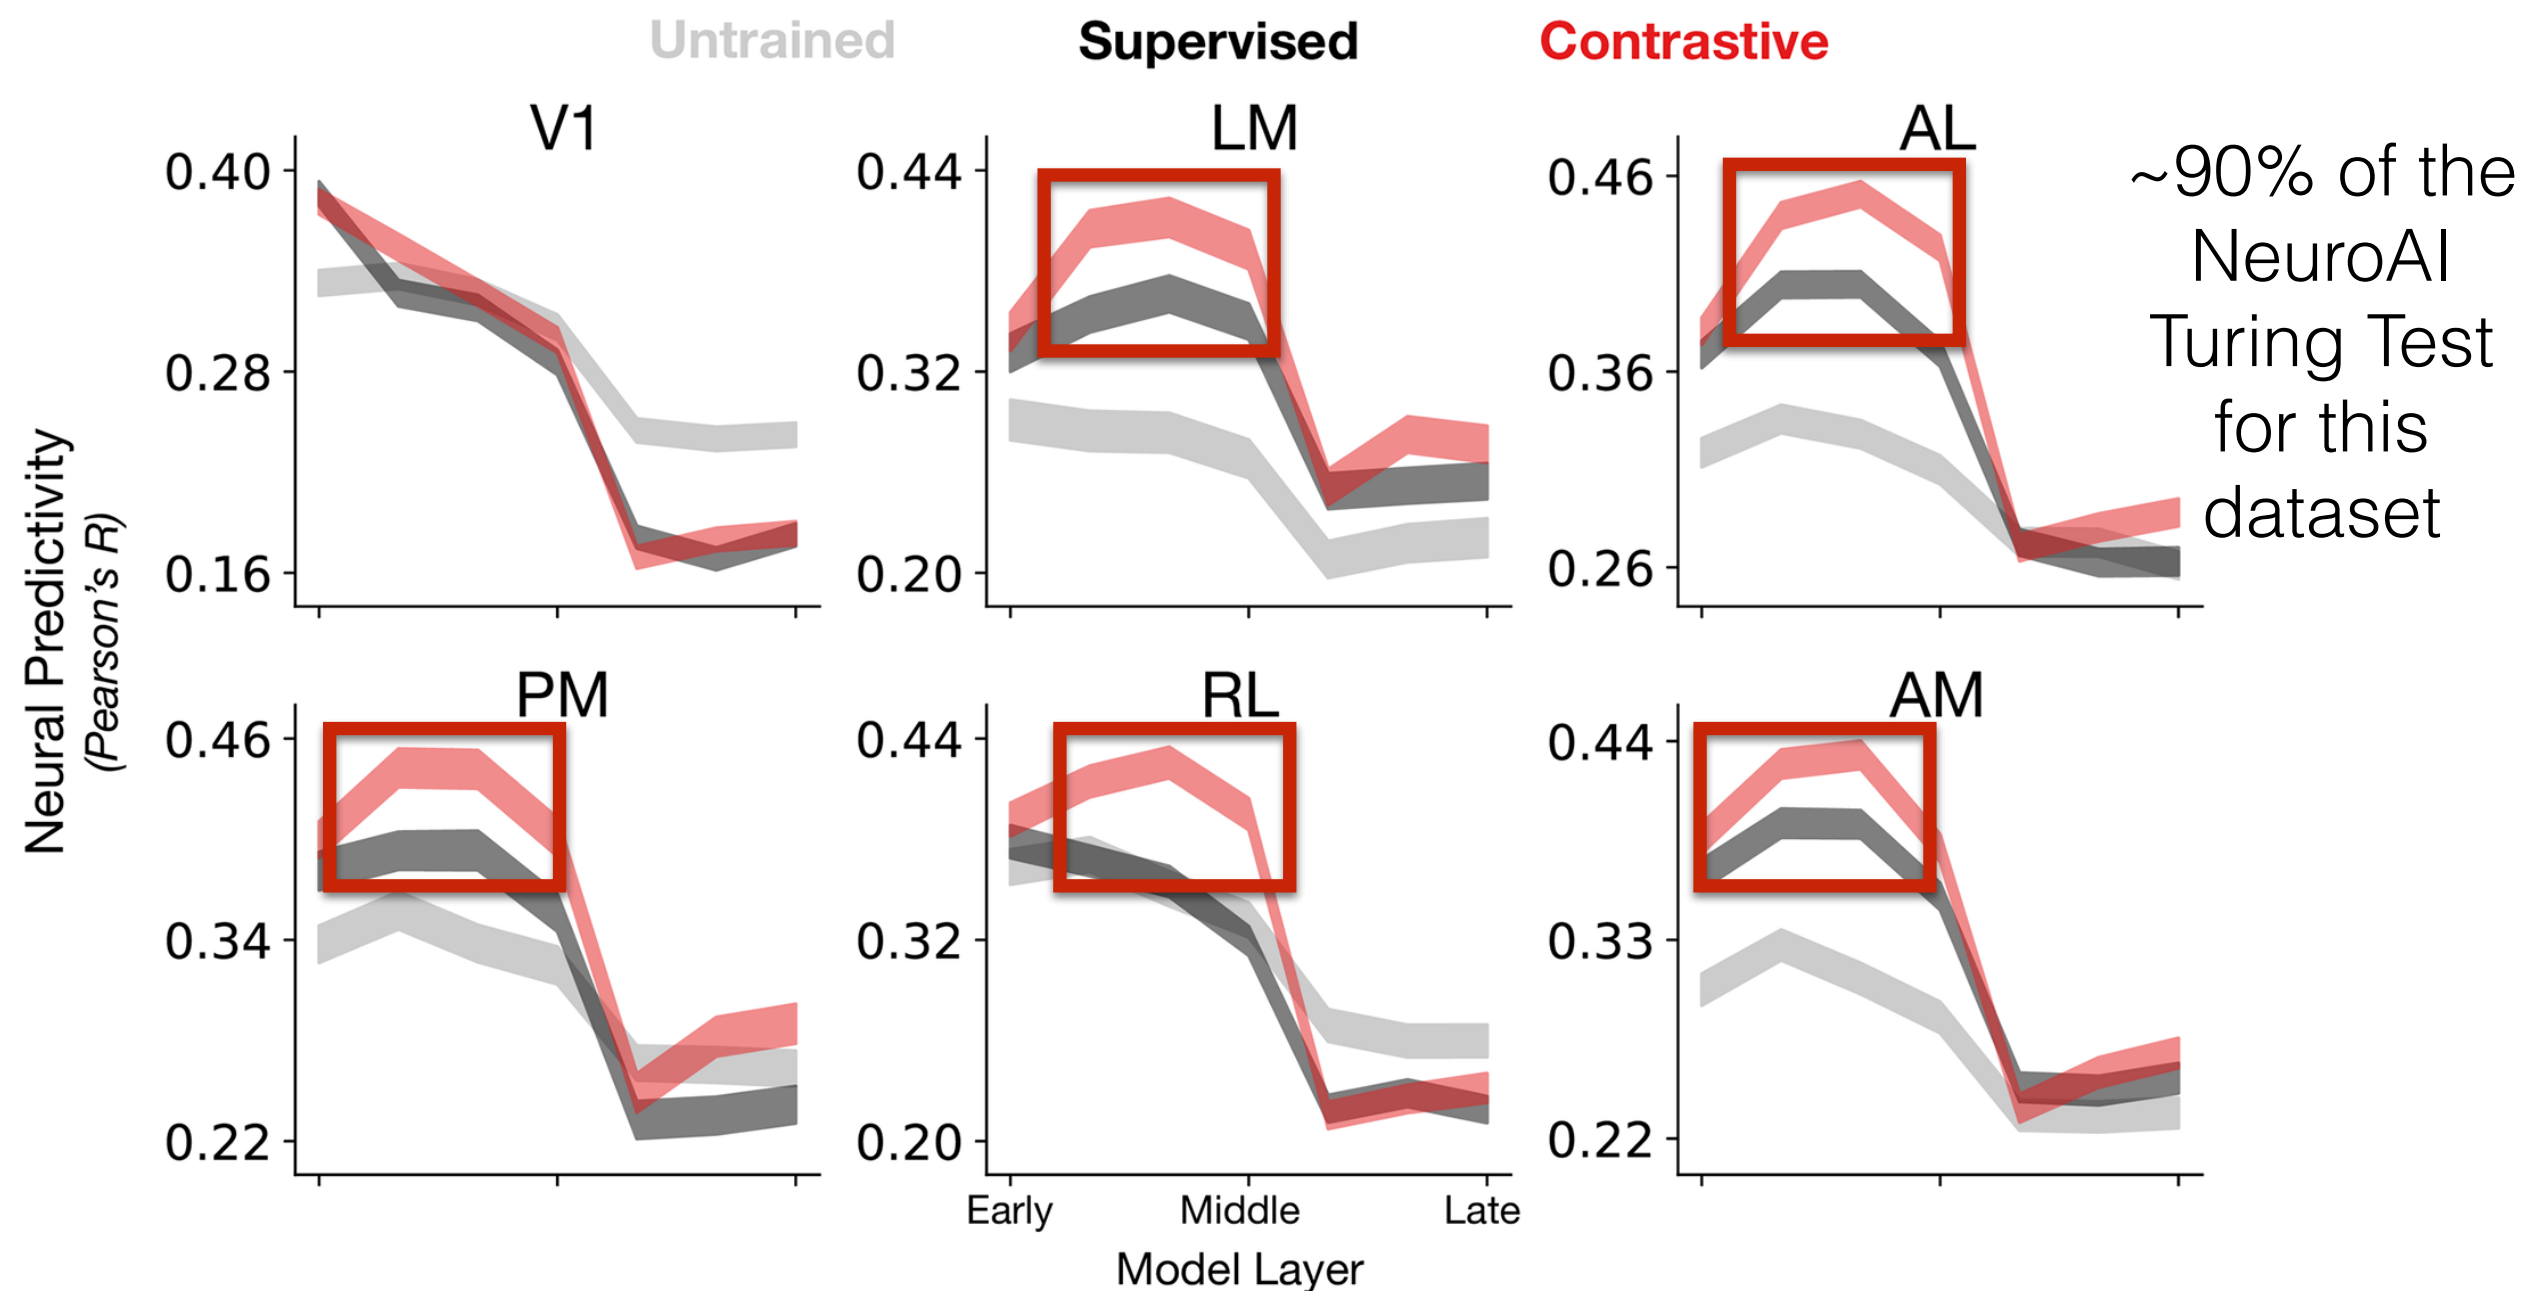 Untrained Supervised Contrastive
V1
0.40
0.28
0.16
LM
0.44
0.32
0.20
AL
0.46
0.36
0.26
~90% of the
NeuroAI
Turing Test
for this
dataset
Neural Predictivity
(Pearson's R)
PM
0.46
0.34
0.22
RL
0.44
0.32
0.20
AM
0.44
0.33
0.22
Early Middle Late
Model Layer